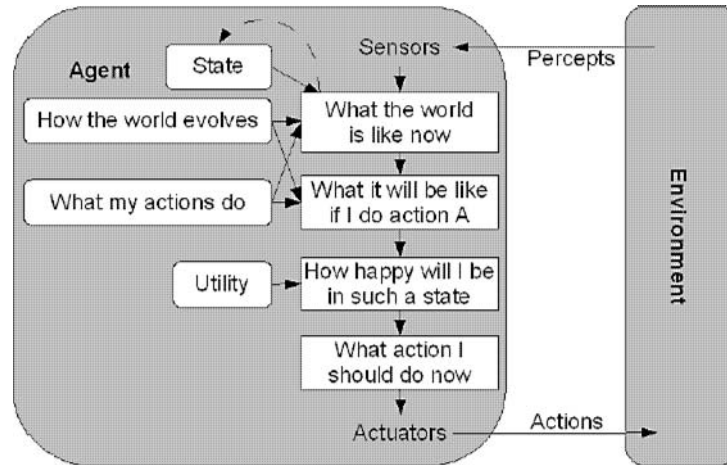 Sensors
Percepts
Agent
State
How the world evolves
What the world
is like now
What my actions do
What it will be like
if I do action A
Utility
How happy will I be
in such a state
What action I
should do now
Actuators
Actions
Environment